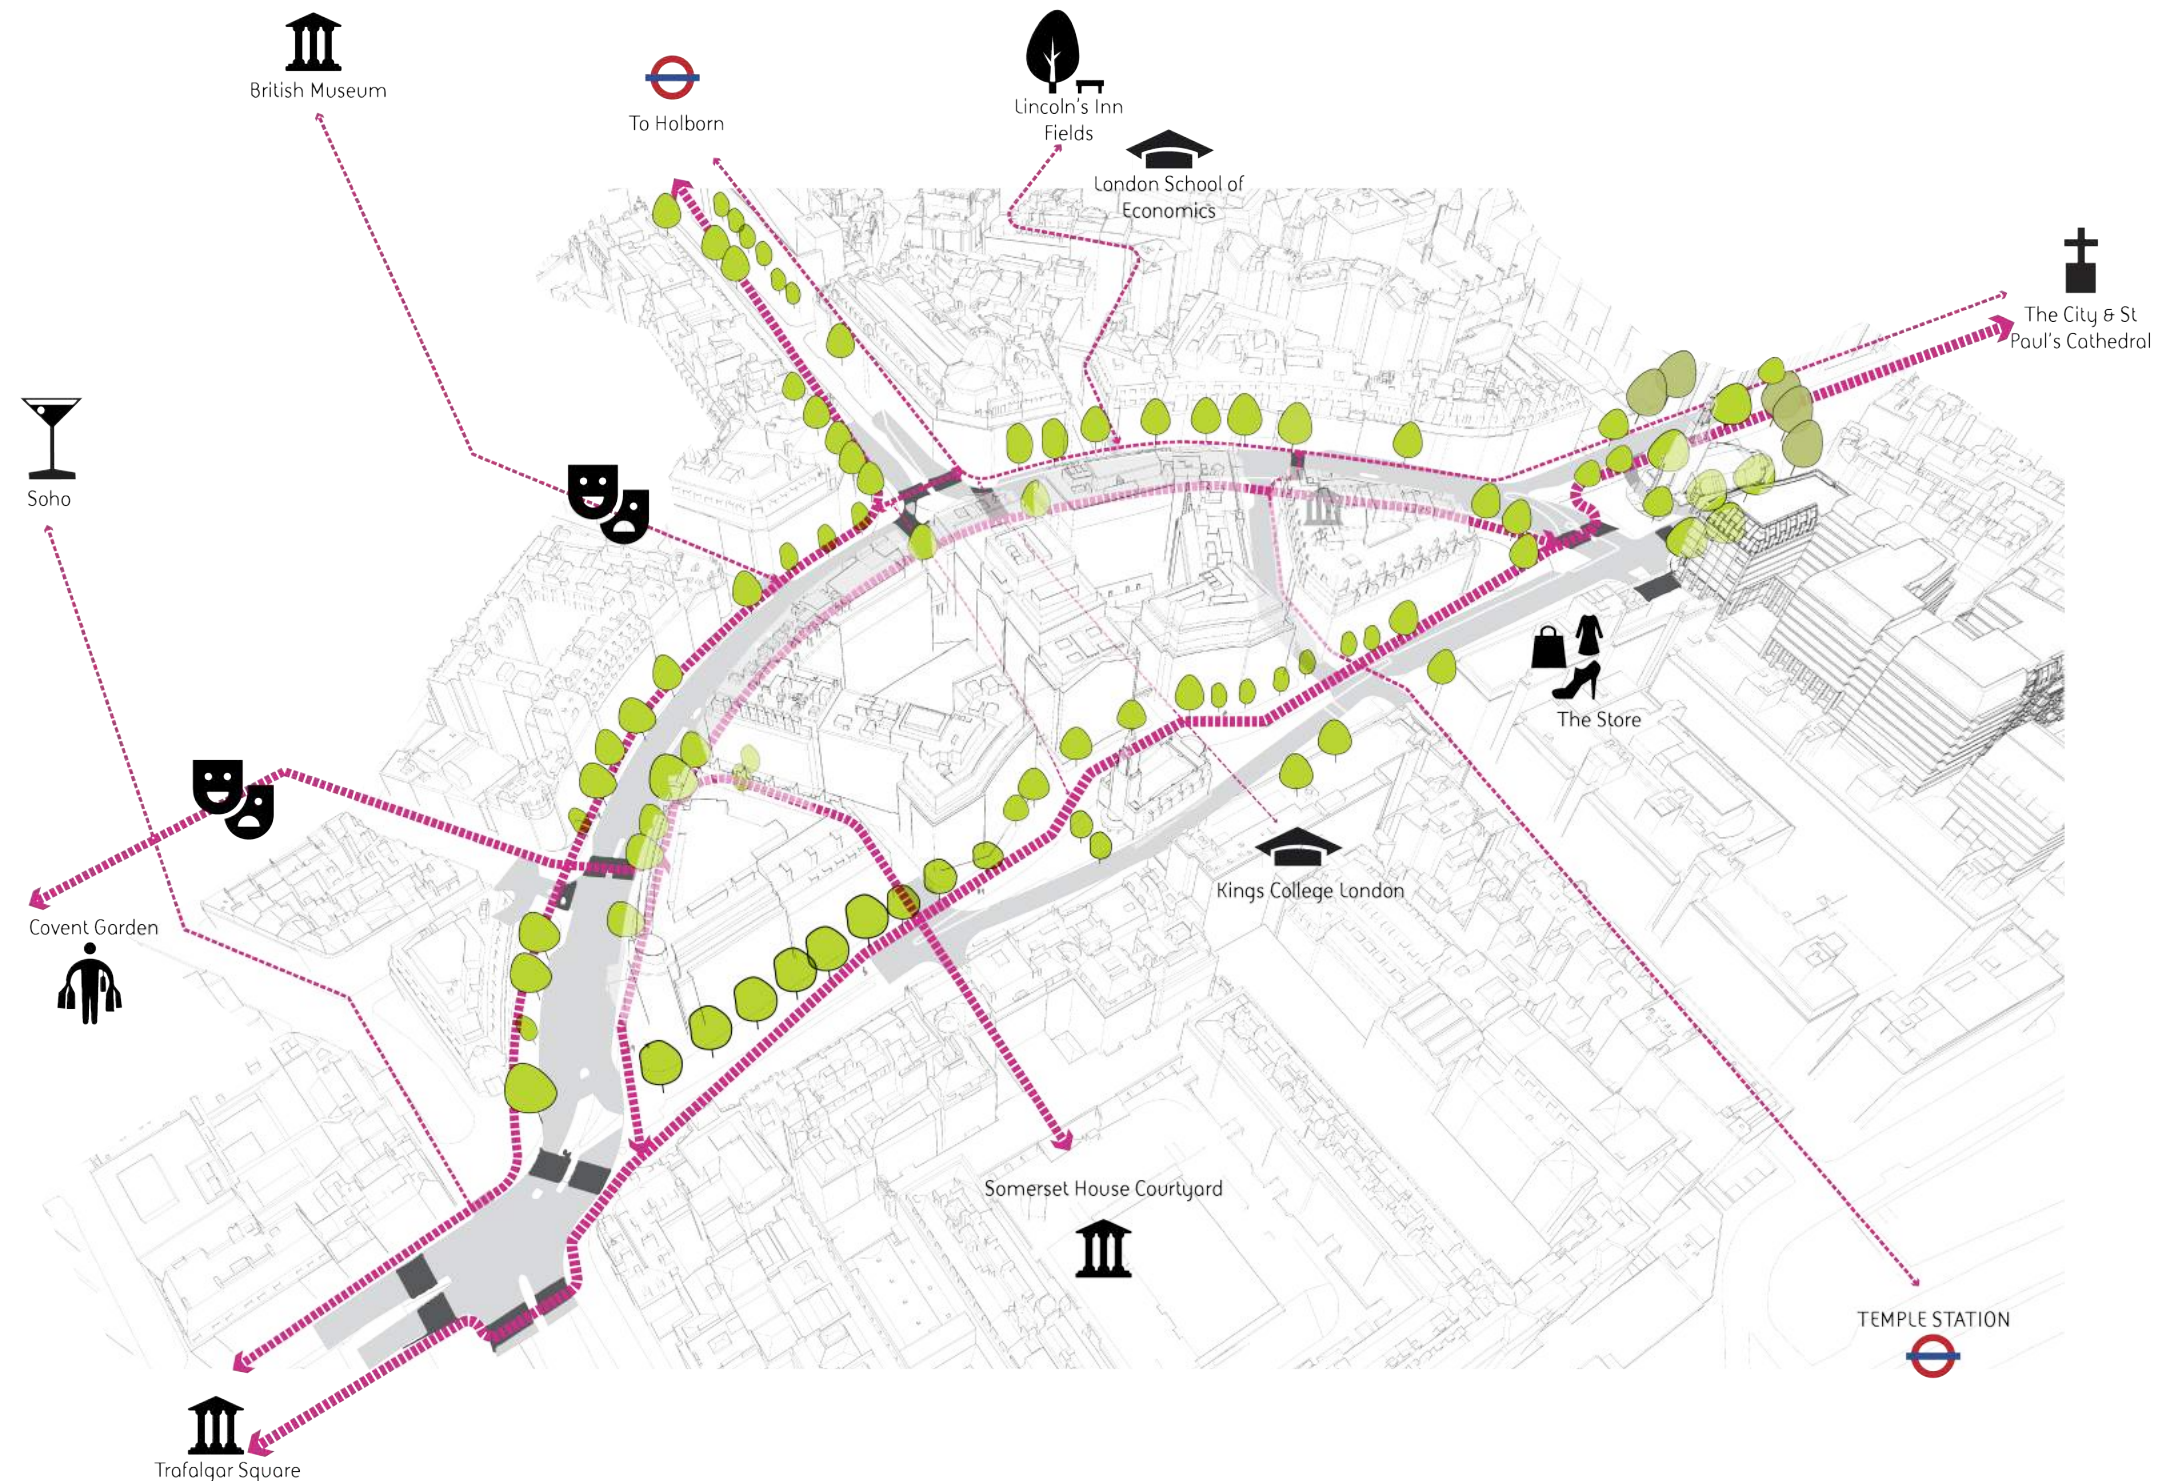 British Museum
To Holborn
Lincoln's Inn
Fields
London School of
Economics
The City & St
Paul's Cathedral
Soho
The Store
Kings College London
Covent Garden
Somerset House Courtyard
TEMPLE STATION
Trafalgar Square